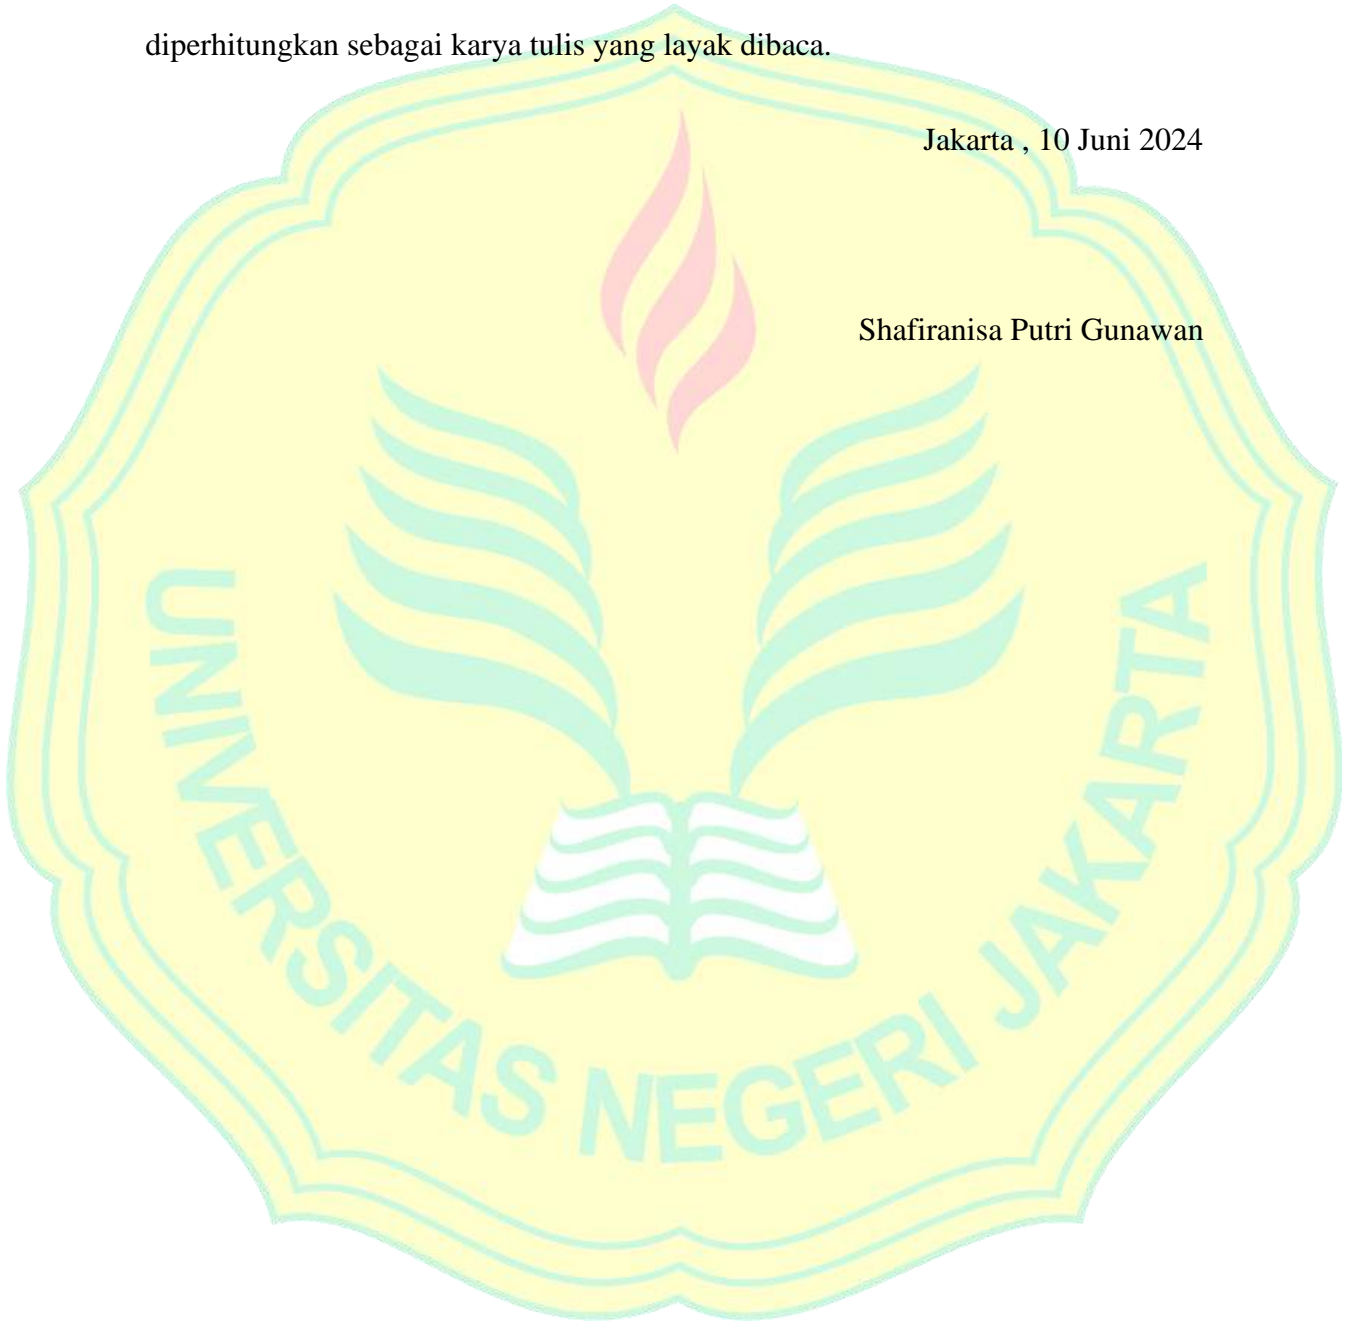 diperhitungkan sebagai karya tulis yang layak dibaca.
Jakarta , 10 Juni 2024
Shafiranisa Putri Gunawan
UNIVERSITAS NEGERI JAKARTA